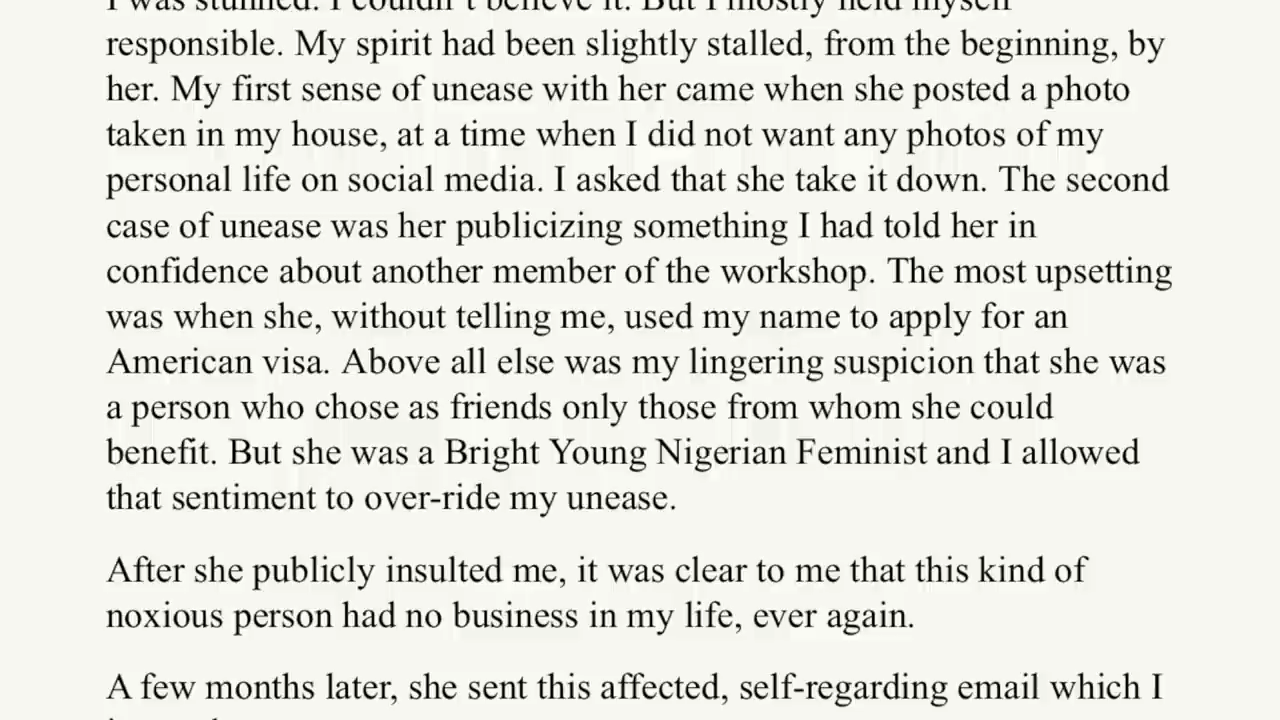 I was stunned. I couldn't believe it. But I mostly held myself
responsible. My spirit had been slightly stalled, from the beginning, by
her. My first sense of unease with her came when she posted a photo
taken in my house, at a time when I did not want any photos of my
personal life on social media. I asked that she take it down. The second
case of unease was her publicizing something I had told her in
confidence about another member of the workshop. The most upsetting
was when she, without telling me, used my name to apply for an
American visa. Above all else was my lingering suspicion that she was
a person who chose as friends only those from whom she could
benefit. But she was a Bright Young Nigerian Feminist and I allowed
that sentiment to over-ride my unease.
After she publicly insulted me, it was clear to me that this kind of
noxious person had no business in my life, ever again.
A few months later, she sent this affected, self-regarding email which I